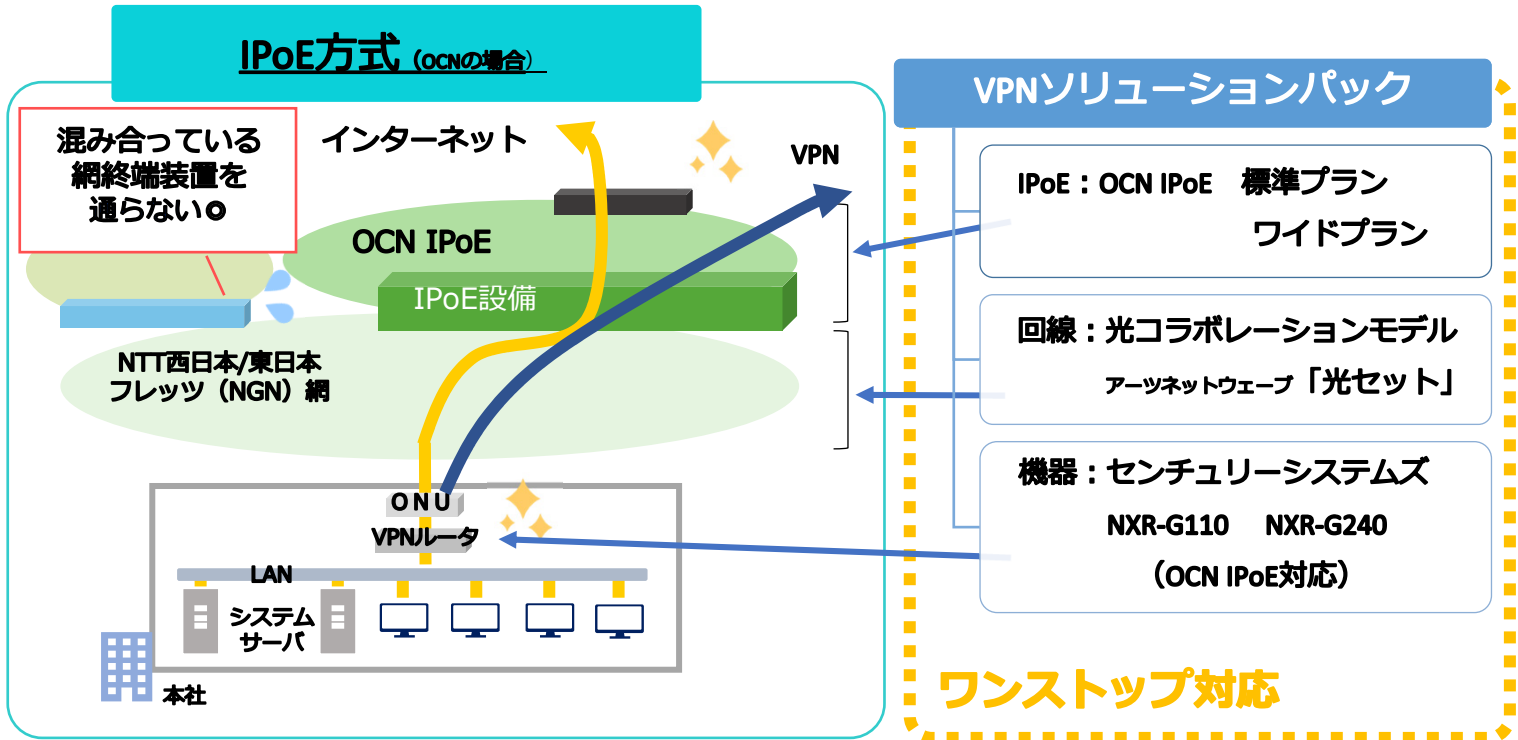 IPoE方式（OCNの場合）
混み合っている
網終端装置を
通らない◎
インターネット
VPN
OCN IPoE
IPoE設備
NTT西日本/東日本
フレッツ（NGN）網
ONU
VPNルータ
LAN
システム
サーバ
本社
VPNソリューションパック
IPoE：OCN IPoE　標準プラン
ワイドプラン
回線：光コラボレーションモデル
アーツネットウェーブ「光セット」
機器：センチュリーシステムズ
NXR-G110　NXR-G240
（OCN IPoE対応）
ワンストップ対応